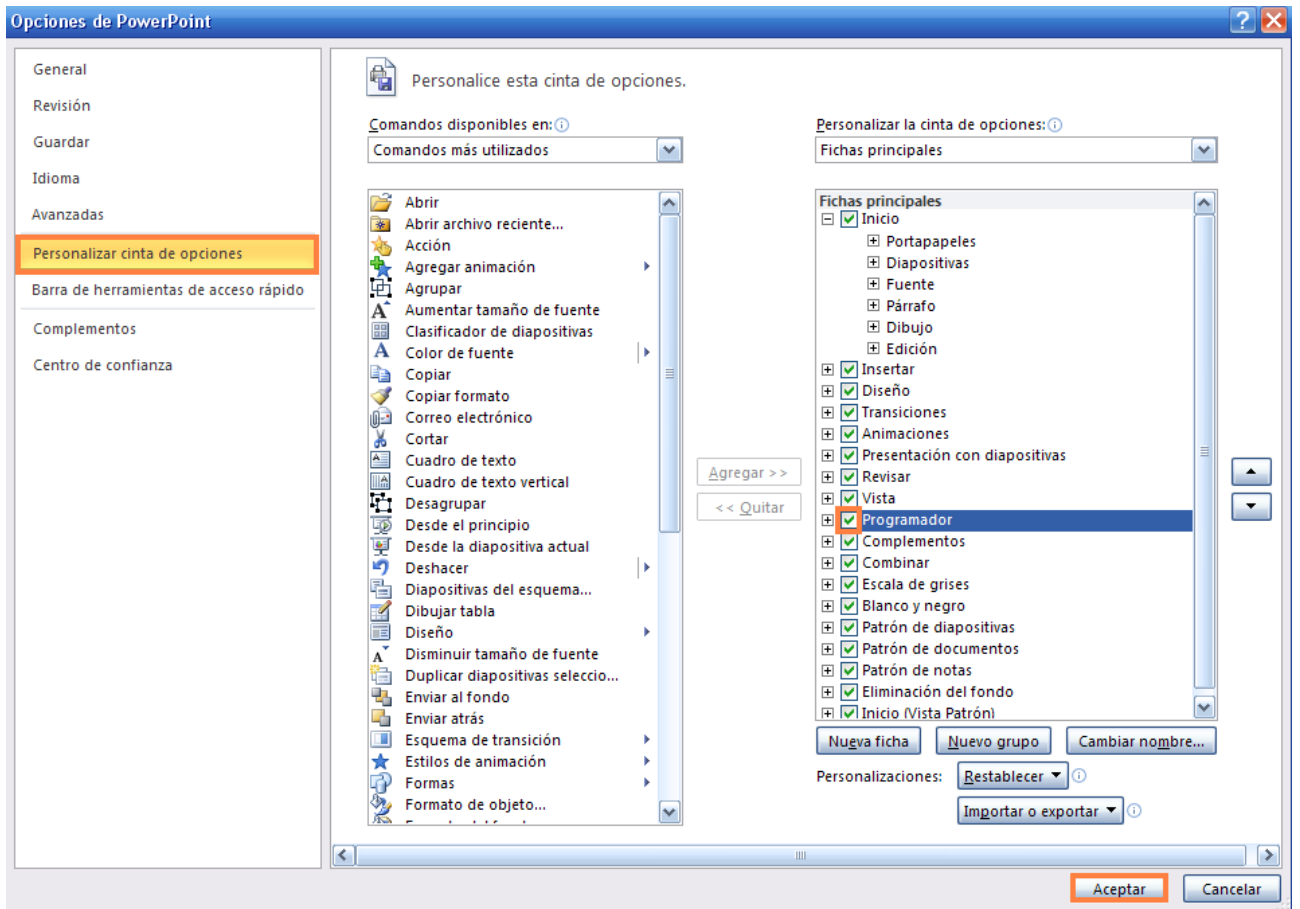 Opciones de PowerPoint
General
Revisión
Guardar
Idioma
Avanzadas
Personalizar cinta de opciones
Barra de herramientas de acceso rápido
Complementos
Centro de confianza
Personalice esta cinta de opciones.
Comandos disponibles en:
Comandos más utilizados
Abrir
Abrir archivo reciente...
Acción
Agregar animación
Agrupar
Aumentar tamaño de fuente
Clasificador de diapositivas
Color de fuente
Copiar
Copiar formato
Correo electrónico
Cortar
Cuadro de texto
Cuadro de texto vertical
Desagrupar
Desde el principio
Desde la diapositiva actual
Deshacer
Diapositivas del esquema...
Dibujar tabla
Diseño
Disminuir tamaño de fuente
Duplicar diapositivas seleccio...
Enviar al fondo
Enviar atrás
Esquema de transición
Estilos de animación
Formas
Formato de objeto...
Agregar >>
<< Quitar
Personalizar la cinta de opciones:
Fichas principales
Fichas principales
Inicio
Portapapeles
Diapositivas
Fuente
Párrafo
Dibujo
Edición
Insertar
Diseño
Transiciones
Animaciones
Presentación con diapositivas
Revisar
Vista
Programador
Complementos
Combinar
Escala de grises
Blanco y negro
Patrón de diapositivas
Patrón de documentos
Patrón de notas
Eliminación del fondo
Inicio (Vista Patrón)
Nueva ficha
Nuevo grupo
Cambiar nombre...
Personalizaciones:
Restablecer
Importar o exportar
Aceptar
Cancelar